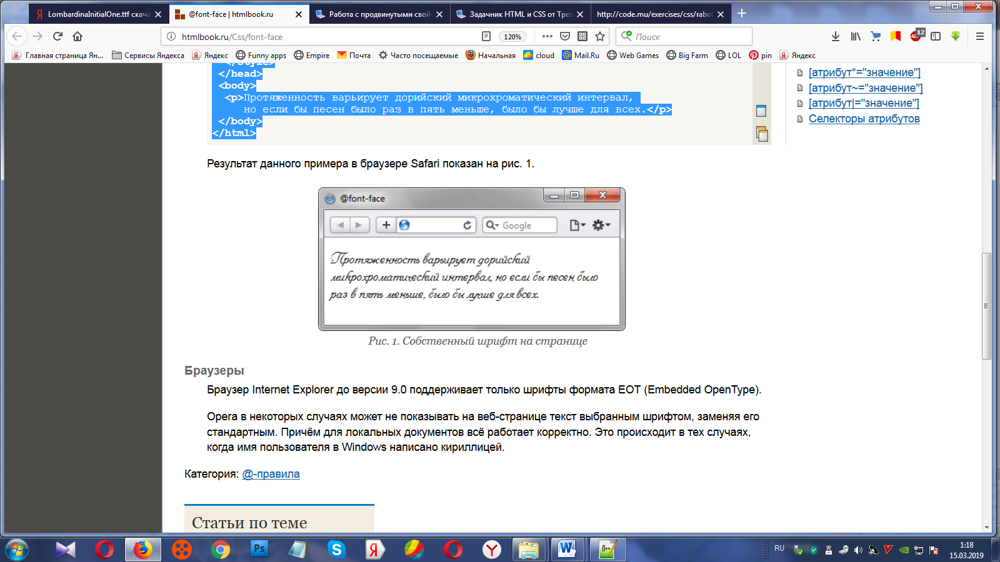 LombardinaInitialOne.ttf скача
@font-face | htmlbook.ru
Работа с продвинутыми свой
Задачник HTML и CSS от Треп
http://code.mu/exercises/css/rabot
htmlbook.ru/Css/font-face
120%
Поиск
12
Главная страница Ян...
Сервисы Яндекса
Яндекс
Funny apps
Empire
Почта
Часто посещаемые
Начальная
cloud
Mail.Ru
Web Games
Big Farm
LOL
pin
Яндекс
</style>
</head>
<body>
<p>Протяженность варьирует дорийский микрохроматический интервал,
но если бы песен было раз в пять меньше, было бы лучше для всех.</p>
</body>
</html>
[атрибут*="значение"]
[атрибут~="значение"]
[атрибут|="значение"]
Селекторы атрибутов
Результат данного примера в браузере Safari показан на рис. 1.
@font-face
Google
Протяженность варьирует дорийский
микрохроматический интервал, но если бы песен было
раз в пять меньше, было бы лучше для всех.
Рис. 1. Собственный шрифт на странице
Браузеры
Браузер Internet Explorer до версии 9.0 поддерживает только шрифты формата EOT (Embedded OpenType).
Opera в некоторых случаях может не показывать на веб-странице текст выбранным шрифтом, заменяя его
стандартным. Причём для локальных документов всё работает корректно. Это происходит в тех случаях,
когда имя пользователя в Windows написано кириллицей.
Категория: @-правила
Статьи по теме
RU
1:18
15.03.2019